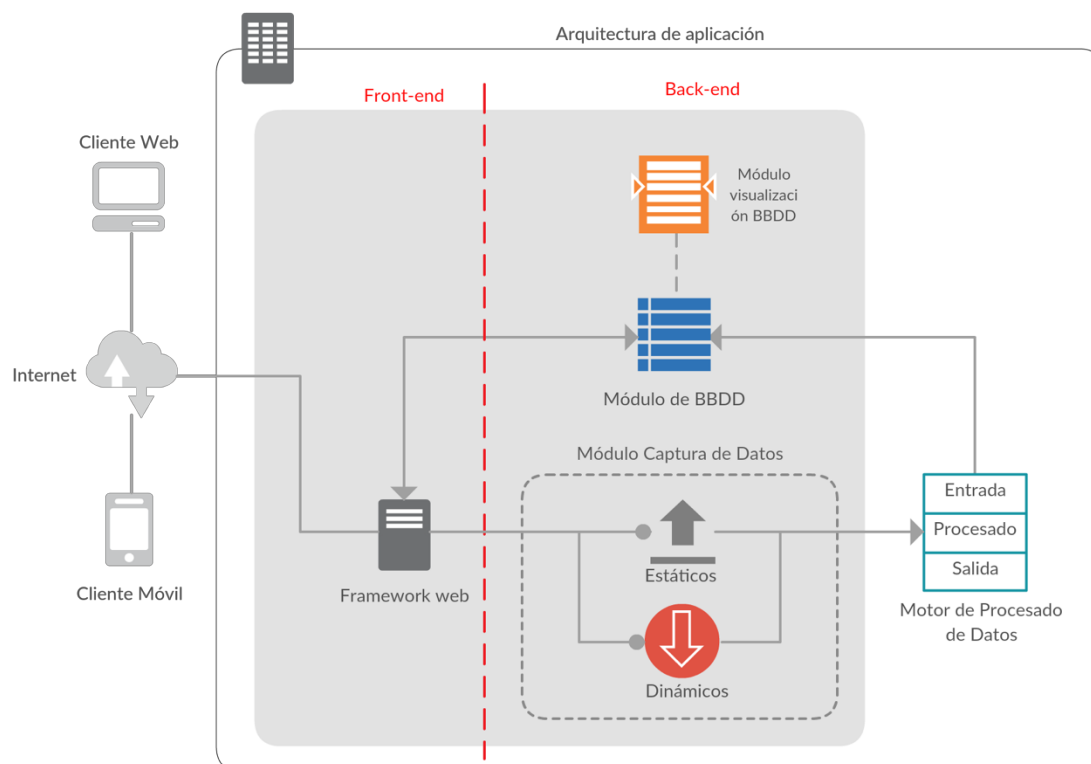 Arquitectura de aplicación
Front-end
Back-end
Cliente Web
Módulo
visualizaci
ón BBDD
Internet
Módulo de BBDD
Módulo Captura de Datos
Entrada
Procesado
Salida
Estáticos
Cliente Móvil
Framework web
Motor de Procesado
de Datos
Dinámicos